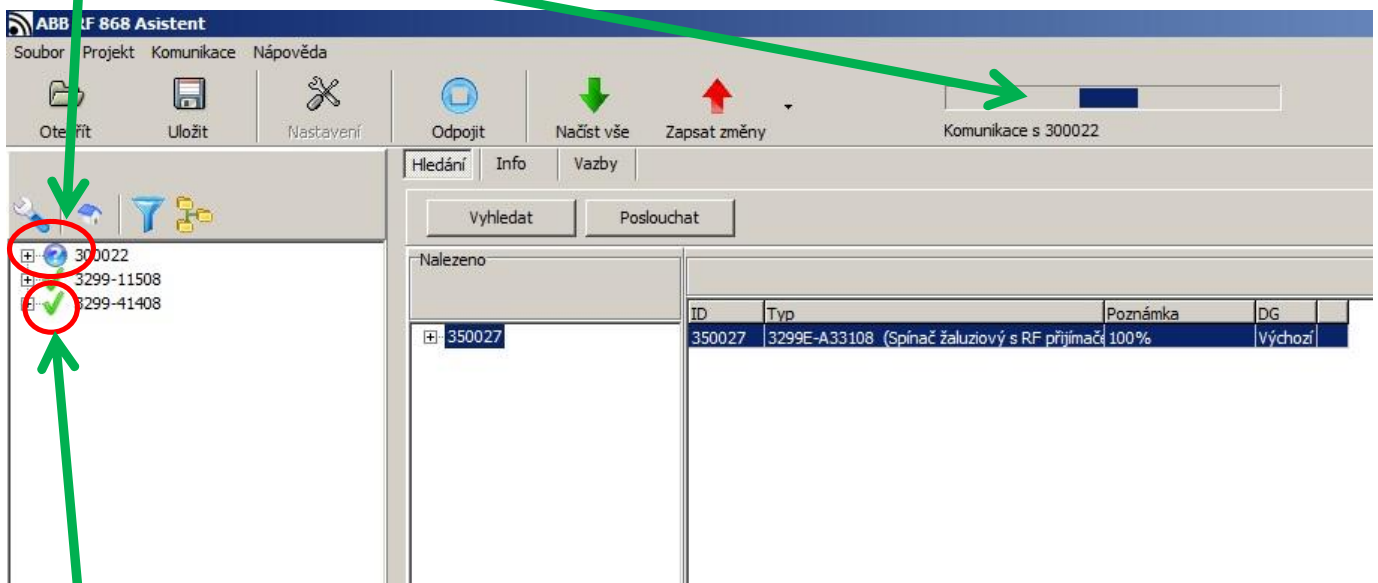 ABB RF 868 Asistent
Soubor Projekt Komunikace Nápověda
Otevřít Uložit Nastavení Odpojit Načíst vše Zapsat změny Komunikace s 300022
Hledání Info Vazby
Vyhledat Poslouchat
300022
3299-11508
3299-41408
Nalezeno
350027
ID Typ Poznámka DG
350027 3299E-A33108 (Spínač žaluziový s RF přijímače 100% Výchozí